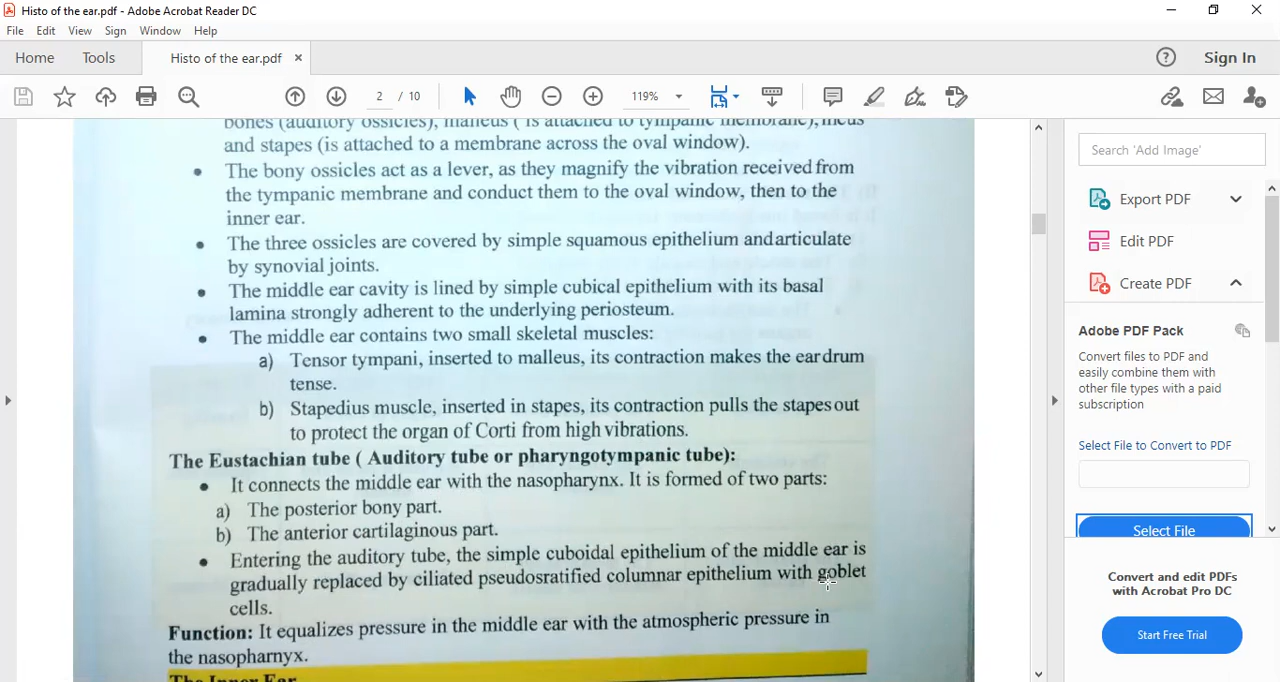 Histo of the ear.pdf - Adobe Acrobat Reader DC
File Edit View Sign Window Help
Home Tools Histo of the ear.pdf × ? Sign In
2 / 10 119%
bones (auditory ossicles), malleus ( is attached to tympanic membrane), incus
and stapes (is attached to a membrane across the oval window).
• The bony ossicles act as a lever, as they magnify the vibration received from
the tympanic membrane and conduct them to the oval window, then to the
inner ear.
• The three ossicles are covered by simple squamous epithelium and articulate
by synovial joints.
• The middle ear cavity is lined by simple cubical epithelium with its basal
lamina strongly adherent to the underlying periosteum.
• The middle ear contains two small skeletal muscles:
a) Tensor tympani, inserted to malleus, its contraction makes the eardrum
tense.
b) Stapedius muscle, inserted in stapes, its contraction pulls the stapes out
to protect the organ of Corti from high vibrations.
The Eustachian tube ( Auditory tube or pharyngotympanic tube):
• It connects the middle ear with the nasopharynx. It is formed of two parts:
a) The posterior bony part.
b) The anterior cartilaginous part.
• Entering the auditory tube, the simple cuboidal epithelium of the middle ear is
gradually replaced by ciliated pseudosratified columnar epithelium with goblet
cells.
Function: It equalizes pressure in the middle ear with the atmospheric pressure in
the nasopharnyx.
The Inner Ear
Search 'Add Image'
Export PDF
Edit PDF
Create PDF
Adobe PDF Pack
Convert files to PDF and
easily combine them with
other file types with a paid
subscription
Select File to Convert to PDF
Select File
Convert and edit PDFs
with Acrobat Pro DC
Start Free Trial